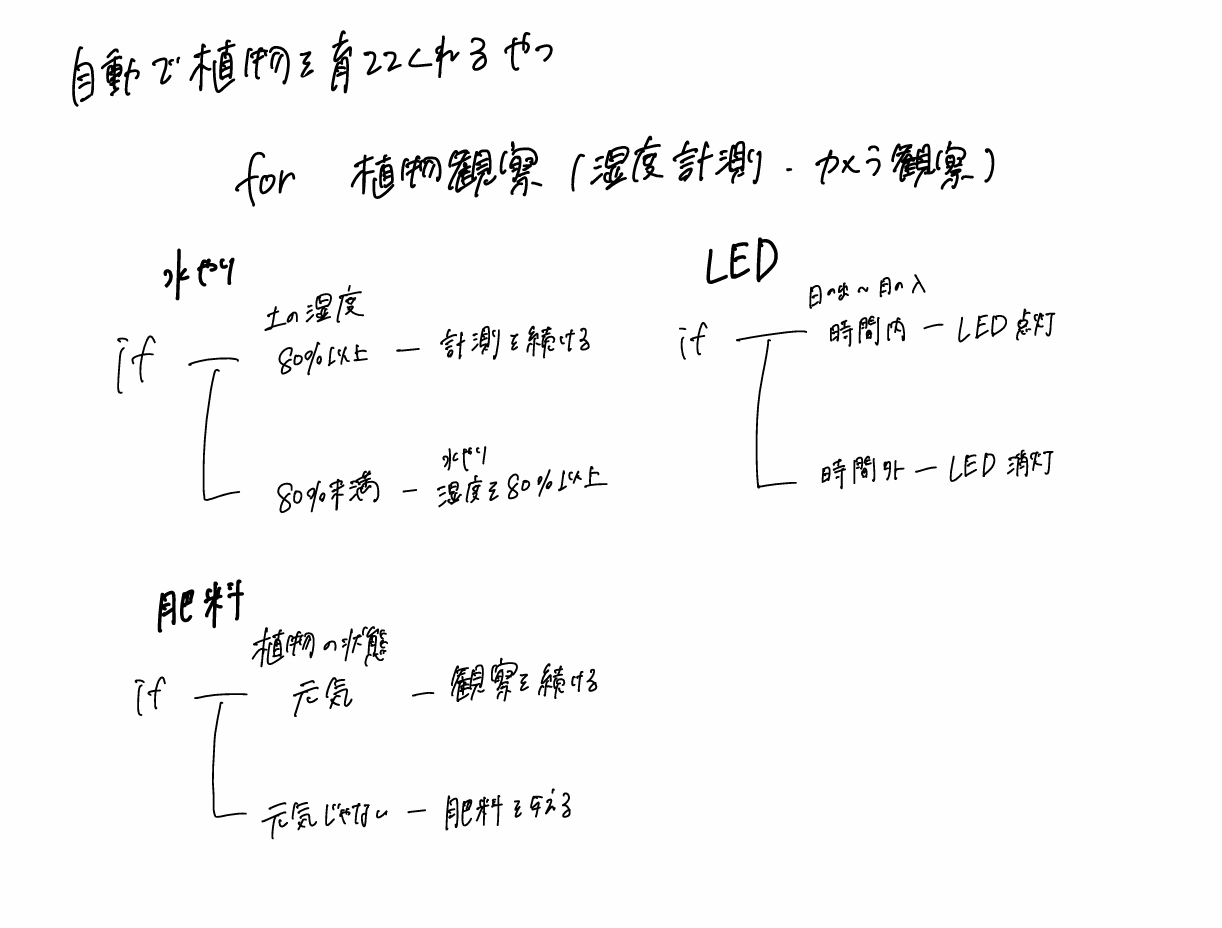 自動で植物を育ててくれるやつ
for 植物観察（湿度計測・カメラ観察）
水やり
土の湿度
if 80%以上 ― 計測を続ける
水やり
80%未満 ― 湿度を80%以上
LED
日の出～日の入
if 時間内 ― LED点灯
時間外 ― LED消灯
肥料
植物の状態
if 元気 ― 観察を続ける
元気じゃない ― 肥料を与える